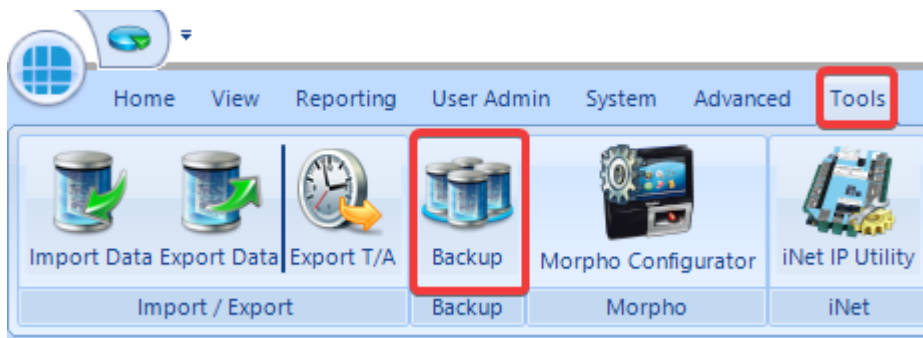 Home View Reporting User Admin System Advanced Tools
Import Data Export Data Export T/A Backup Morpho Configurator iNet IP Utility
Import / Export Backup Morpho iNet